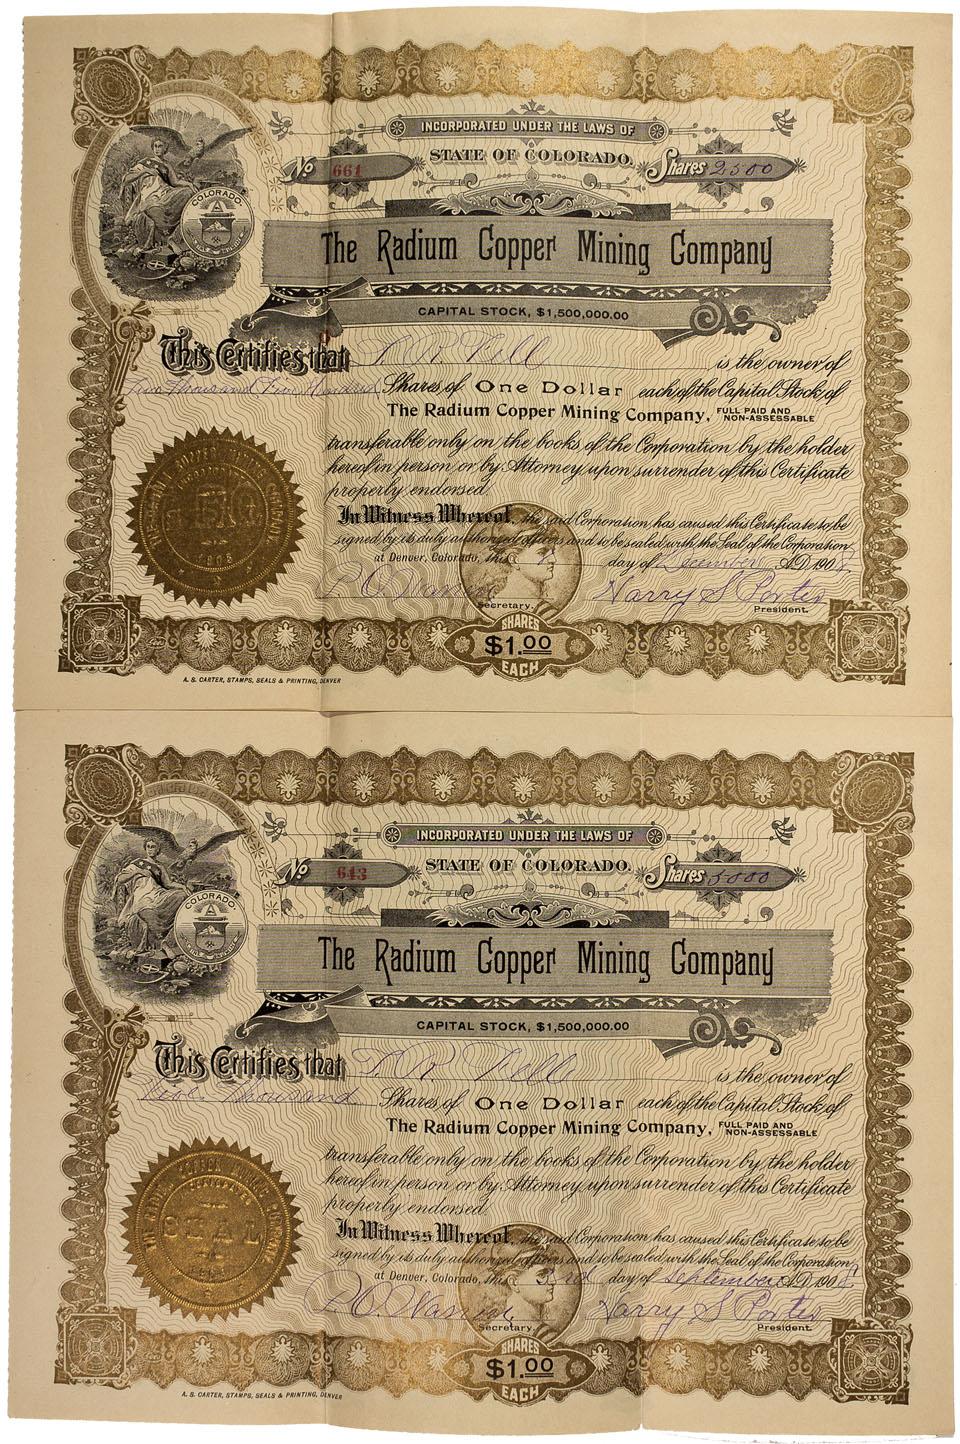 INCORPORATED UNDER THE LAWS OF
STATE OF COLORADO.
No 661
Shares 2500
COLORADO
The Radium Copper Mining Company
CAPITAL STOCK, $1,500,000.00
This Certifies that
is the owner of
Two Thousand Five Hundred Shares of One Dollar each of the Capital Stock of
The Radium Copper Mining Company, FULL PAID AND NON-ASSESSABLE
transferable only on the books of the Corporation by the holder
hereof in person or by Attorney upon surrender of this Certificate
properly endorsed.
In Witness Whereof, the said Corporation has caused this Certificate to be
signed by its duly authorized officers and to be sealed with the Seal of the Corporation
at Denver, Colorado, this day of December A.D. 1908
Harry S Porter
Secretary.
President.
SHARES
$1.00
EACH
A. S. CARTER, STAMPS, SEALS & PRINTING, DENVER
INCORPORATED UNDER THE LAWS OF
STATE OF COLORADO.
No 643
Shares 5000
COLORADO
The Radium Copper Mining Company
CAPITAL STOCK, $1,500,000.00
This Certifies that
is the owner of
Five Thousand Shares of One Dollar each of the Capital Stock of
The Radium Copper Mining Company, FULL PAID AND NON-ASSESSABLE
transferable only on the books of the Corporation by the holder
hereof in person or by Attorney upon surrender of this Certificate
properly endorsed.
SEAL
In Witness Whereof, the said Corporation has caused this Certificate to be
signed by its duly authorized officers and to be sealed with the Seal of the Corporation
at Denver, Colorado, this 3rd day of September A.D. 1908
Harry S Porter
Secretary.
President.
SHARES
$1.00
EACH
A. S. CARTER, STAMPS, SEALS & PRINTING, DENVER